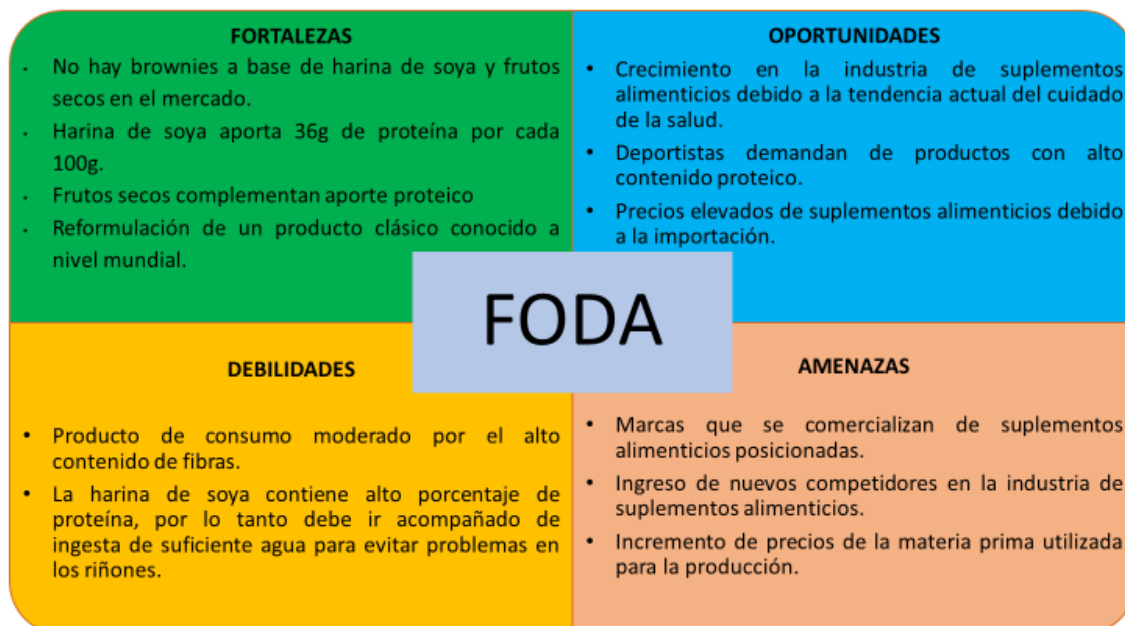 FORTALEZAS
• No hay brownies a base de harina de soya y frutos
secos en el mercado.
• Harina de soya aporta 36g de proteína por cada
100g.
• Frutos secos complementan aporte proteico
• Reformulación de un producto clásico conocido a
nivel mundial.
OPORTUNIDADES
• Crecimiento en la industria de suplementos
alimenticios debido a la tendencia actual del cuidado
de la salud.
• Deportistas demandan de productos con alto
contenido proteico.
• Precios elevados de suplementos alimenticios debido
a la importación.
FODA
DEBILIDADES
• Producto de consumo moderado por el alto
contenido de fibras.
• La harina de soya contiene alto porcentaje de
proteína, por lo tanto debe ir acompañado de
ingesta de suficiente agua para evitar problemas en
los riñones.
AMENAZAS
• Marcas que se comercializan de suplementos
alimenticios posicionadas.
• Ingreso de nuevos competidores en la industria de
suplementos alimenticios.
• Incremento de precios de la materia prima utilizada
para la producción.